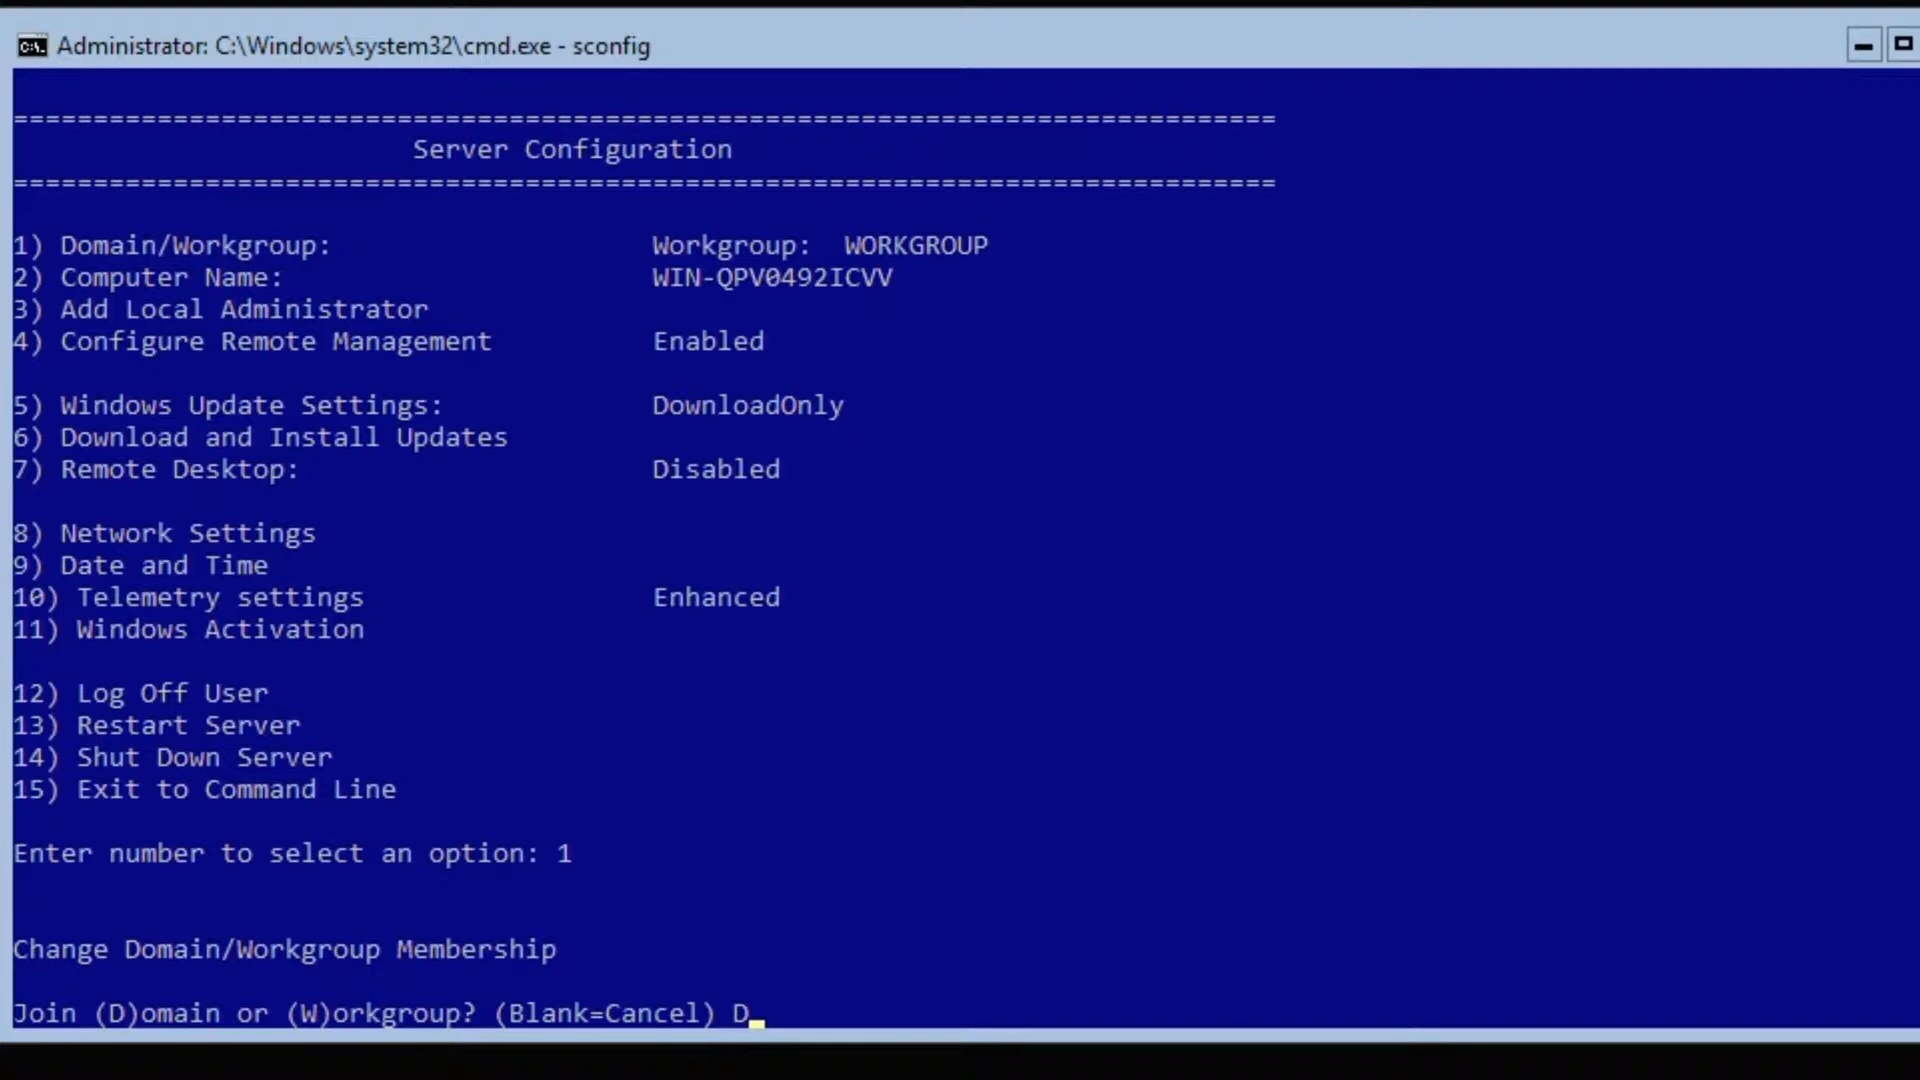 Administrator: C:\Windows\system32\cmd.exe - sconfig
===============================================================================
Server Configuration
===============================================================================
1) Domain/Workgroup: Workgroup: WORKGROUP
2) Computer Name: WIN-QPV0492ICVV
3) Add Local Administrator
4) Configure Remote Management Enabled
5) Windows Update Settings: DownloadOnly
6) Download and Install Updates
7) Remote Desktop: Disabled
8) Network Settings
9) Date and Time
10) Telemetry settings Enhanced
11) Windows Activation
12) Log Off User
13) Restart Server
14) Shut Down Server
15) Exit to Command Line
Enter number to select an option: 1
Change Domain/Workgroup Membership
Join (D)omain or (W)orkgroup? (Blank=Cancel) D